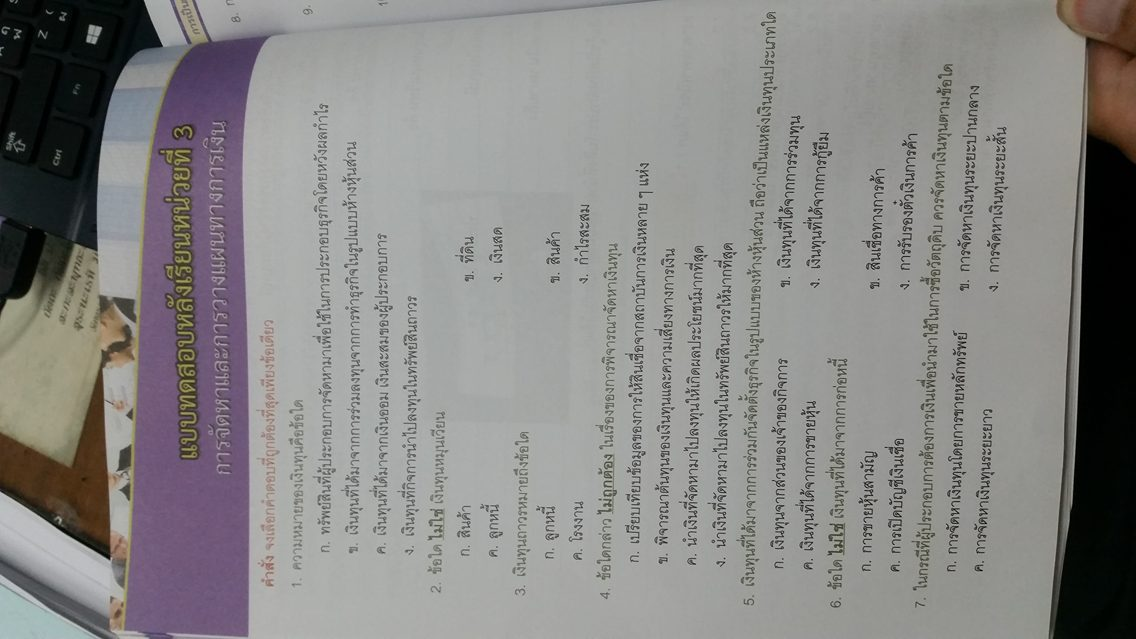 แบบทดสอบหลังเรียนหน่วยที่ 3
การจัดหาและการวางแผนทางการเงิน
คำสั่ง จงเลือกคำตอบที่ถูกต้องที่สุดเพียงข้อเดียว
1. ความหมายของเงินทุนคือข้อใด
ก. ทรัพย์สินที่ผู้ประกอบการจัดหามาเพื่อใช้ในการประกอบธุรกิจโดยหวังผลกำไร
ข. เงินทุนที่ได้มาจากการร่วมลงทุนจากการทำธุรกิจในรูปแบบห้างหุ้นส่วน
ค. เงินทุนที่ได้มาจากเงินออม เงินสะสมของผู้ประกอบการ
ง. เงินทุนที่กิจการนำไปลงทุนในทรัพย์สินถาวร
2. ข้อใด ไม่ใช่ เงินทุนหมุนเวียน
ก. สินค้า ข. ที่ดิน
ค. ลูกหนี้ ง. เงินสด
3. เงินทุนถาวรหมายถึงข้อใด
ก. ลูกหนี้ ข. สินค้า
ค. โรงงาน ง. กำไรสะสม
4. ข้อใดกล่าว ไม่ถูกต้อง ในเรื่องของการพิจารณาจัดหาเงินทุน
ก. เปรียบเทียบข้อมูลของการให้สินเชื่อจากสถาบันการเงินหลาย ๆ แห่ง
ข. พิจารณาต้นทุนของเงินทุนและความเสี่ยงทางการเงิน
ค. นำเงินที่จัดหามาไปลงทุนให้เกิดผลประโยชน์มากที่สุด
ง. นำเงินที่จัดหามาไปลงทุนในทรัพย์สินถาวรให้มากที่สุด
5. เงินทุนที่ได้มาจากการร่วมกันจัดตั้งธุรกิจในรูปแบบของห้างหุ้นส่วน ถือว่าเป็นแหล่งเงินทุนประเภทใด
ก. เงินทุนจากส่วนของเจ้าของกิจการ ข. เงินทุนที่ได้จากการร่วมทุน
ค. เงินทุนที่ได้จากการขายหุ้น ง. เงินทุนที่ได้จากการกู้ยืม
6. ข้อใด ไม่ใช่ เงินทุนที่ได้มาจากการก่อหนี้
ก. การขายหุ้นสามัญ ข. สินเชื่อทางการค้า
ค. การเปิดบัญชีเงินเชื่อ ง. การรับรองตั๋วเงินการค้า
7. ในกรณีที่ผู้ประกอบการต้องการเงินเพื่อนำมาใช้ในการซื้อวัตถุดิบ ควรจัดหาเงินทุนตามข้อใด
ก. การจัดหาเงินทุนโดยการขายหลักทรัพย์ ข. การจัดหาเงินทุนระยะปานกลาง
ค. การจัดหาเงินทุนระยะยาว ง. การจัดหาเงินทุนระยะสั้น
8.
9.
Shift
Ctrl
Fn
Z